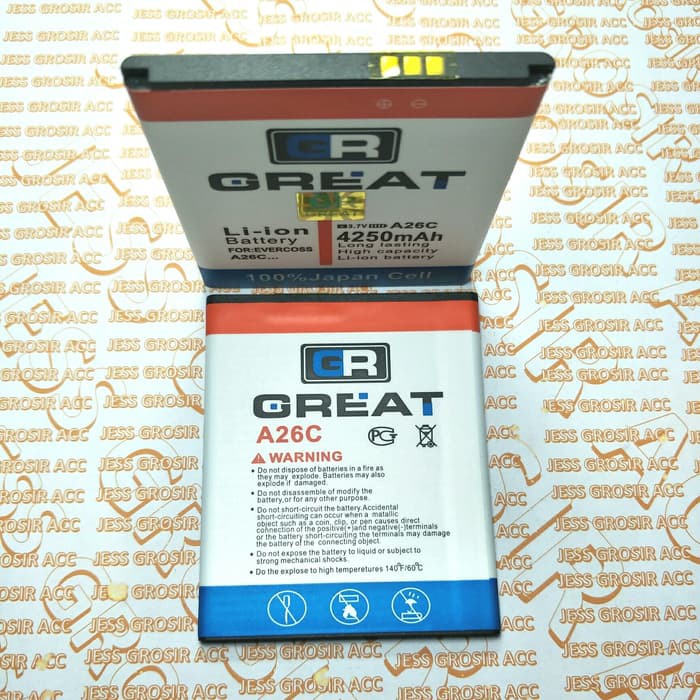 GR
GREAT
GR
GREAT
Li-ion
Battery
FOR:EVERCOSS
A26C...
3.7V A26C
4250mAh
Long lasting
High capacity
Li-ion battery
100%Japan Cell
GR
GREAT
A26C
WARNING
• Do not dispose of batteries in a fire as
they may explode. Batteries may also
explode if damaged.
• Do not disassemble of modify the
battery,or for any other purpose.
• Do not short-circuit the battery.Accidental
short-circuiting can occur when a matallic
object such as a coin, clip, or pen causes direct
connection of the positive(+)and negative(-)terminals
or the battery short-circuiting the terminals may damage
the battery of the connecting object.
• Do not expose the battery to liquid or subject to
strong mechanical shocks.
• Do the explose to high temperetures 140°F/60°C
JESS GROSIR ACC